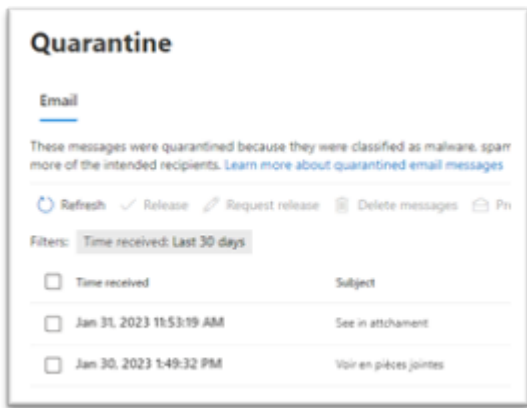 Quarantine
Email
These messages were quarantined because they were classified as malware, spam
more of the intended recipients. Learn more about quarantined email messages
Refresh Release Request release Delete messages Pr
Filters: Time received: Last 30 days
Time received Subject
Jan 31, 2023 11:53:19 AM See in attchament
Jan 30, 2023 1:49:32 PM Voir en pièces jointes